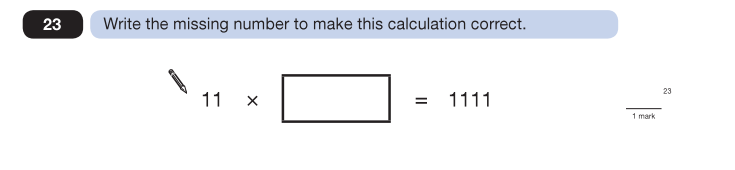 23 Write the missing number to make this calculation correct.
11 × = 1111
23
1 mark